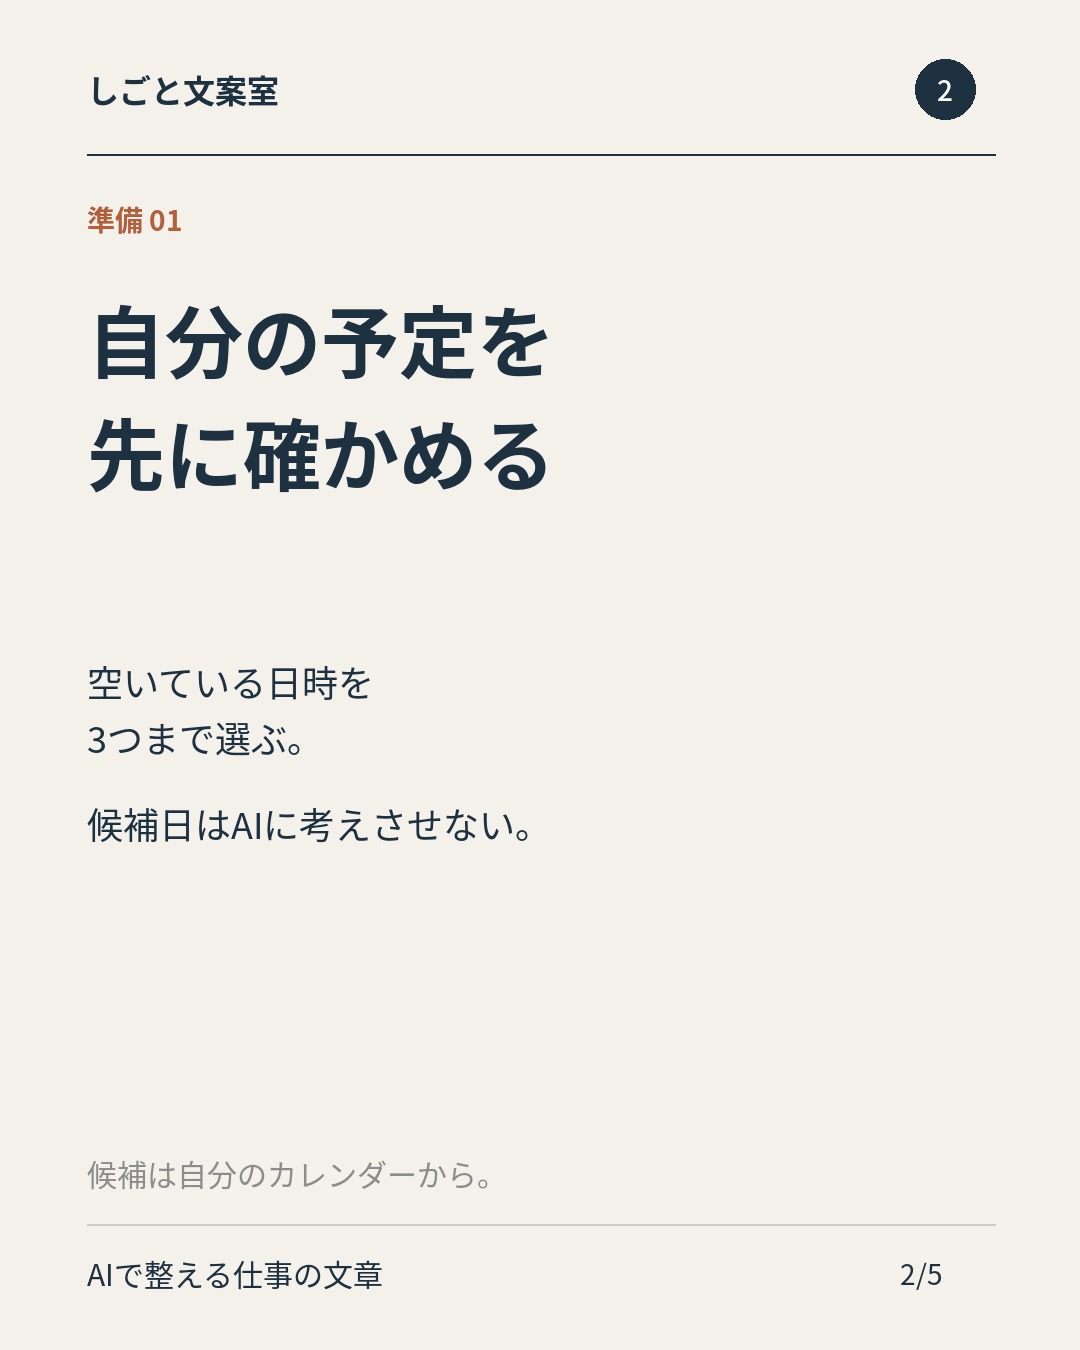 しごと文案室
2
準備 01
自分の予定を
先に確かめる
空いている日時を
3つまで選ぶ。
候補日はAIに考えさせない。
候補は自分のカレンダーから。
AIで整える仕事の文章
2/5